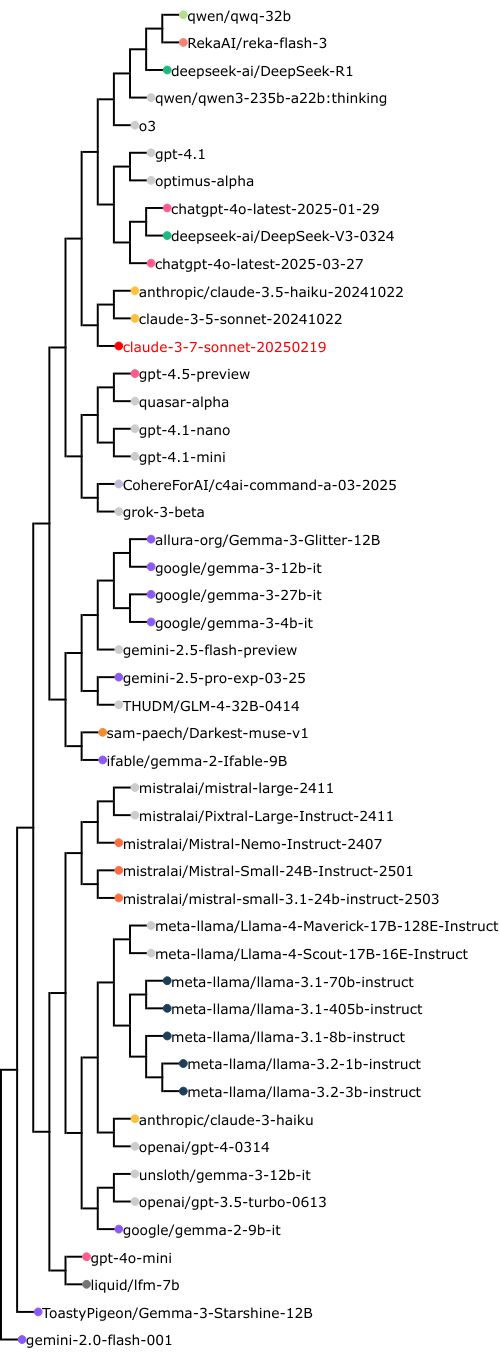 qwen/qwq-32b
RekaAI/reka-flash-3
deepseek-ai/DeepSeek-R1
qwen/qwen3-235b-a22b:thinking
o3
gpt-4.1
optimus-alpha
chatgpt-4o-latest-2025-01-29
deepseek-ai/DeepSeek-V3-0324
chatgpt-4o-latest-2025-03-27
anthropic/claude-3.5-haiku-20241022
claude-3-5-sonnet-20241022
claude-3-7-sonnet-20250219
gpt-4.5-preview
quasar-alpha
gpt-4.1-nano
gpt-4.1-mini
CohereForAI/c4ai-command-a-03-2025
grok-3-beta
allura-org/Gemma-3-Glitter-12B
google/gemma-3-12b-it
google/gemma-3-27b-it
google/gemma-3-4b-it
gemini-2.5-flash-preview
gemini-2.5-pro-exp-03-25
THUDM/GLM-4-32B-0414
sam-paech/Darkest-muse-v1
ifable/gemma-2-Ifable-9B
mistralai/mistral-large-2411
mistralai/Pixtral-Large-Instruct-2411
mistralai/Mistral-Nemo-Instruct-2407
mistralai/Mistral-Small-24B-Instruct-2501
mistralai/mistral-small-3.1-24b-instruct-2503
meta-llama/Llama-4-Maverick-17B-128E-Instruct
meta-llama/Llama-4-Scout-17B-16E-Instruct
meta-llama/llama-3.1-70b-instruct
meta-llama/llama-3.1-405b-instruct
meta-llama/llama-3.1-8b-instruct
meta-llama/llama-3.2-1b-instruct
meta-llama/llama-3.2-3b-instruct
anthropic/claude-3-haiku
openai/gpt-4-0314
unsloth/gemma-3-12b-it
openai/gpt-3.5-turbo-0613
google/gemma-2-9b-it
gpt-4o-mini
liquid/lfm-7b
ToastyPigeon/Gemma-3-Starshine-12B
gemini-2.0-flash-001